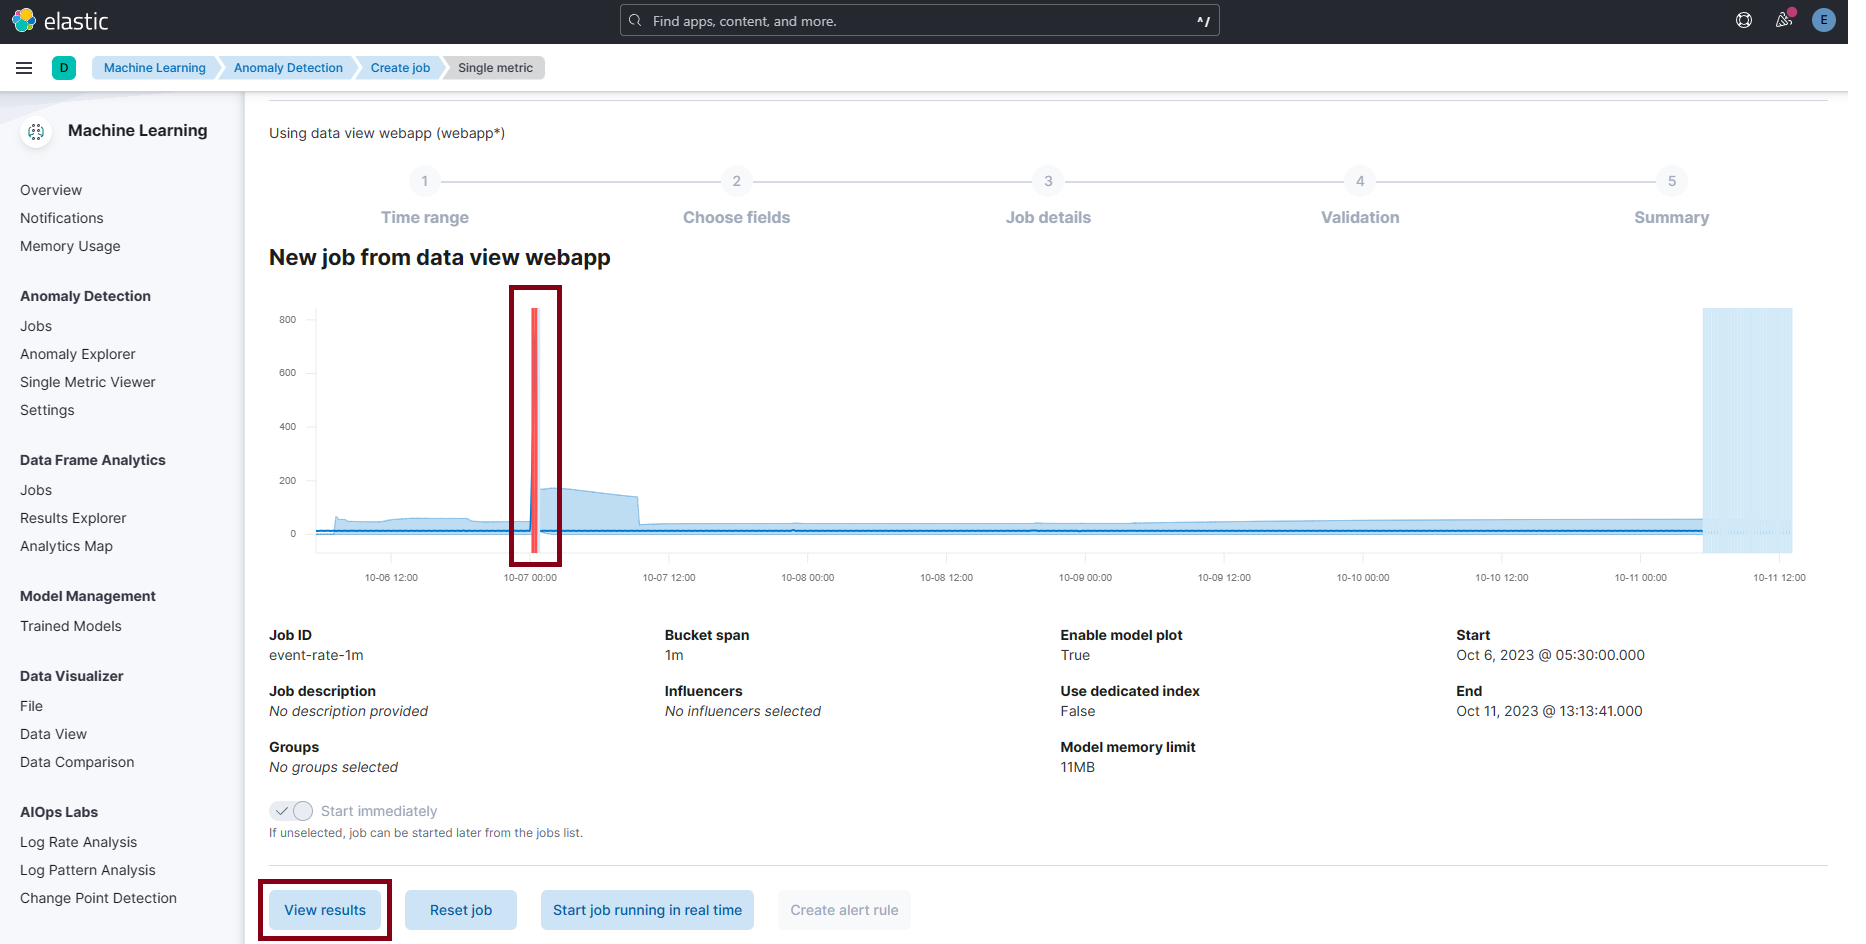 elastic
Find apps, content, and more.
^/
E
D
Machine Learning
Anomaly Detection
Create job
Single metric
Machine Learning
Overview
Notifications
Memory Usage
Anomaly Detection
Jobs
Anomaly Explorer
Single Metric Viewer
Settings
Data Frame Analytics
Jobs
Results Explorer
Analytics Map
Model Management
Trained Models
Data Visualizer
File
Data View
Data Comparison
AIOps Labs
Log Rate Analysis
Log Pattern Analysis
Change Point Detection
Using data view webapp (webapp*)
1
2
3
4
5
Time range
Choose fields
Job details
Validation
Summary
New job from data view webapp
800
600
400
200
0
10-06 12:00
10-07 00:00
10-07 12:00
10-08 00:00
10-08 12:00
10-09 00:00
10-09 12:00
10-10 00:00
10-10 12:00
10-11 00:00
10-11 12:00
Job ID
event-rate-1m
Job description
No description provided
Groups
No groups selected
Bucket span
1m
Influencers
No influencers selected
Enable model plot
True
Use dedicated index
False
Model memory limit
11MB
Start
Oct 6, 2023 @ 05:30:00.000
End
Oct 11, 2023 @ 13:13:41.000
Start immediately
If unselected, job can be started later from the jobs list.
View results
Reset job
Start job running in real time
Create alert rule